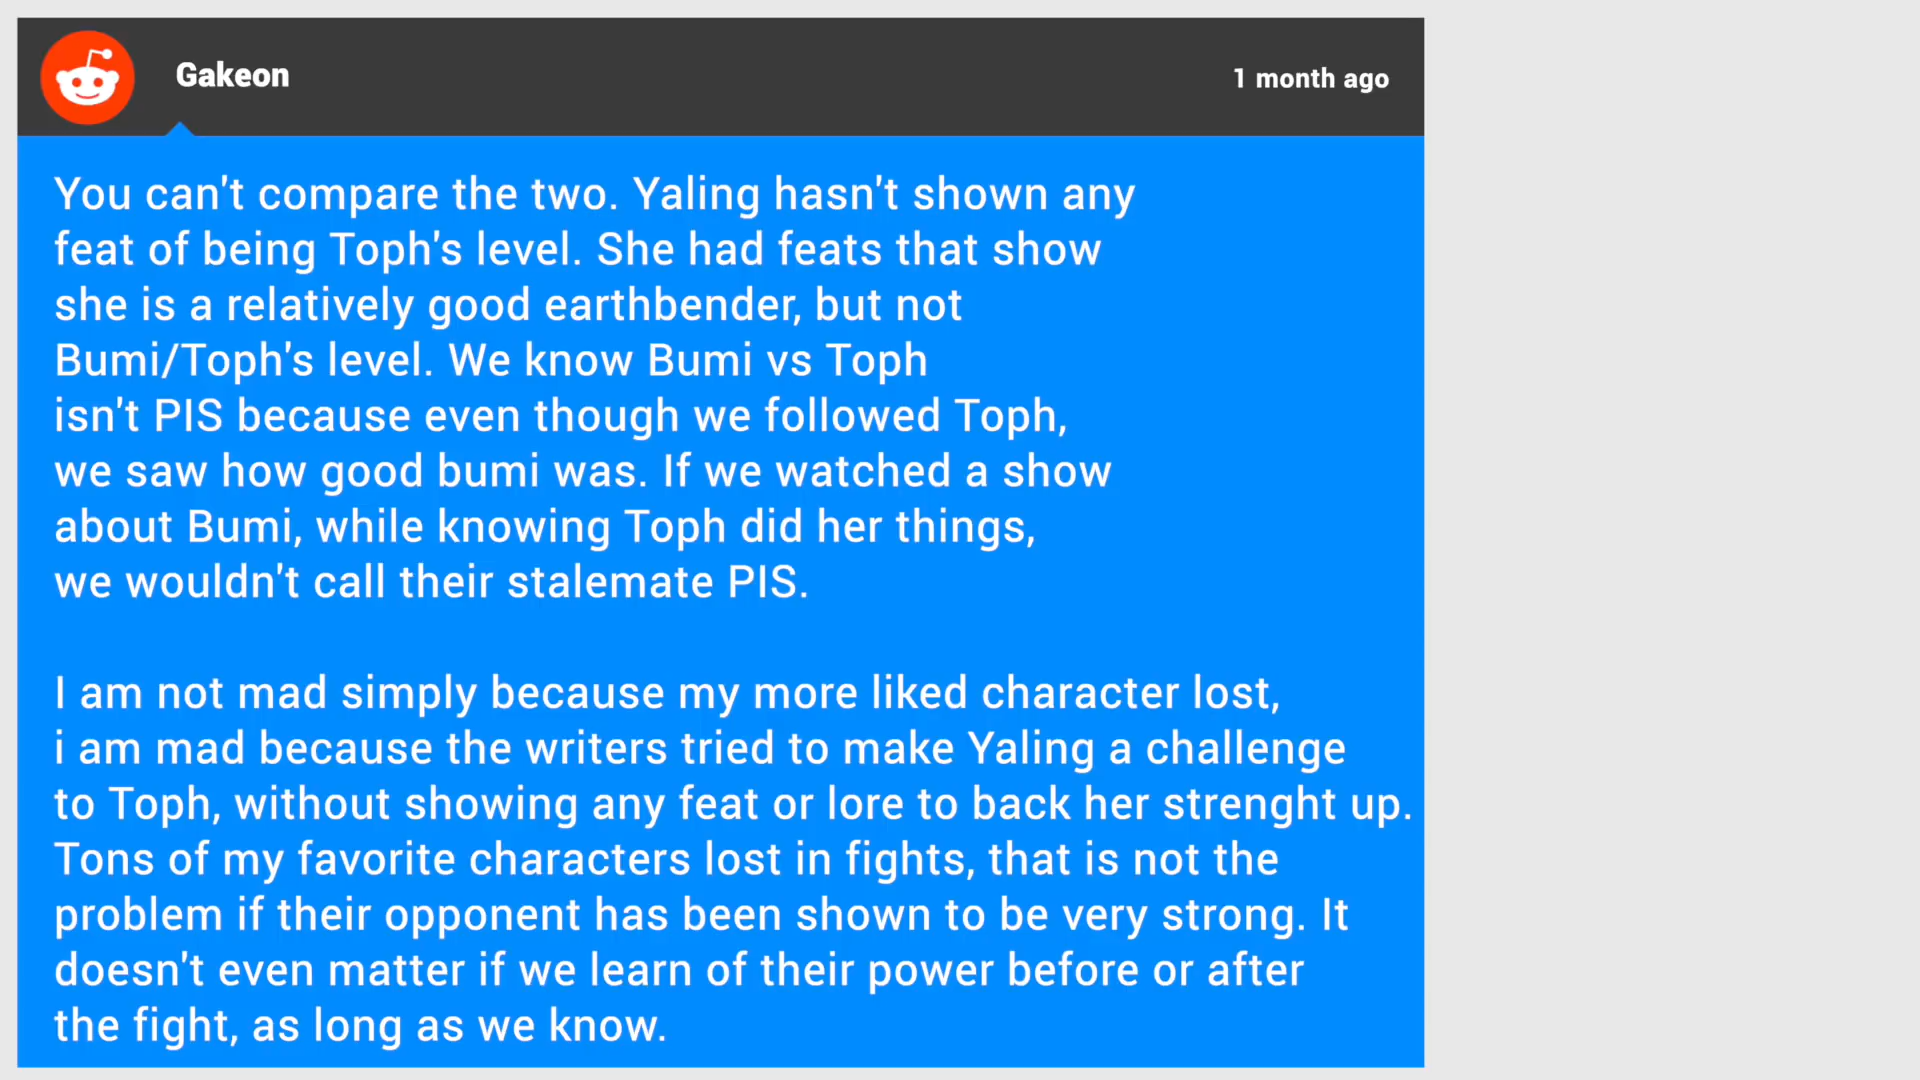 Gakeon
1 month ago
You can't compare the two. Yaling hasn't shown any
feat of being Toph's level. She had feats that show
she is a relatively good earthbender, but not
Bumi/Toph's level. We know Bumi vs Toph
isn't PIS because even though we followed Toph,
we saw how good bumi was. If we watched a show
about Bumi, while knowing Toph did her things,
we wouldn't call their stalemate PIS.
I am not mad simply because my more liked character lost,
i am mad because the writers tried to make Yaling a challenge
to Toph, without showing any feat or lore to back her strenght up.
Tons of my favorite characters lost in fights, that is not the
problem if their opponent has been shown to be very strong. It
doesn't even matter if we learn of their power before or after
the fight, as long as we know.